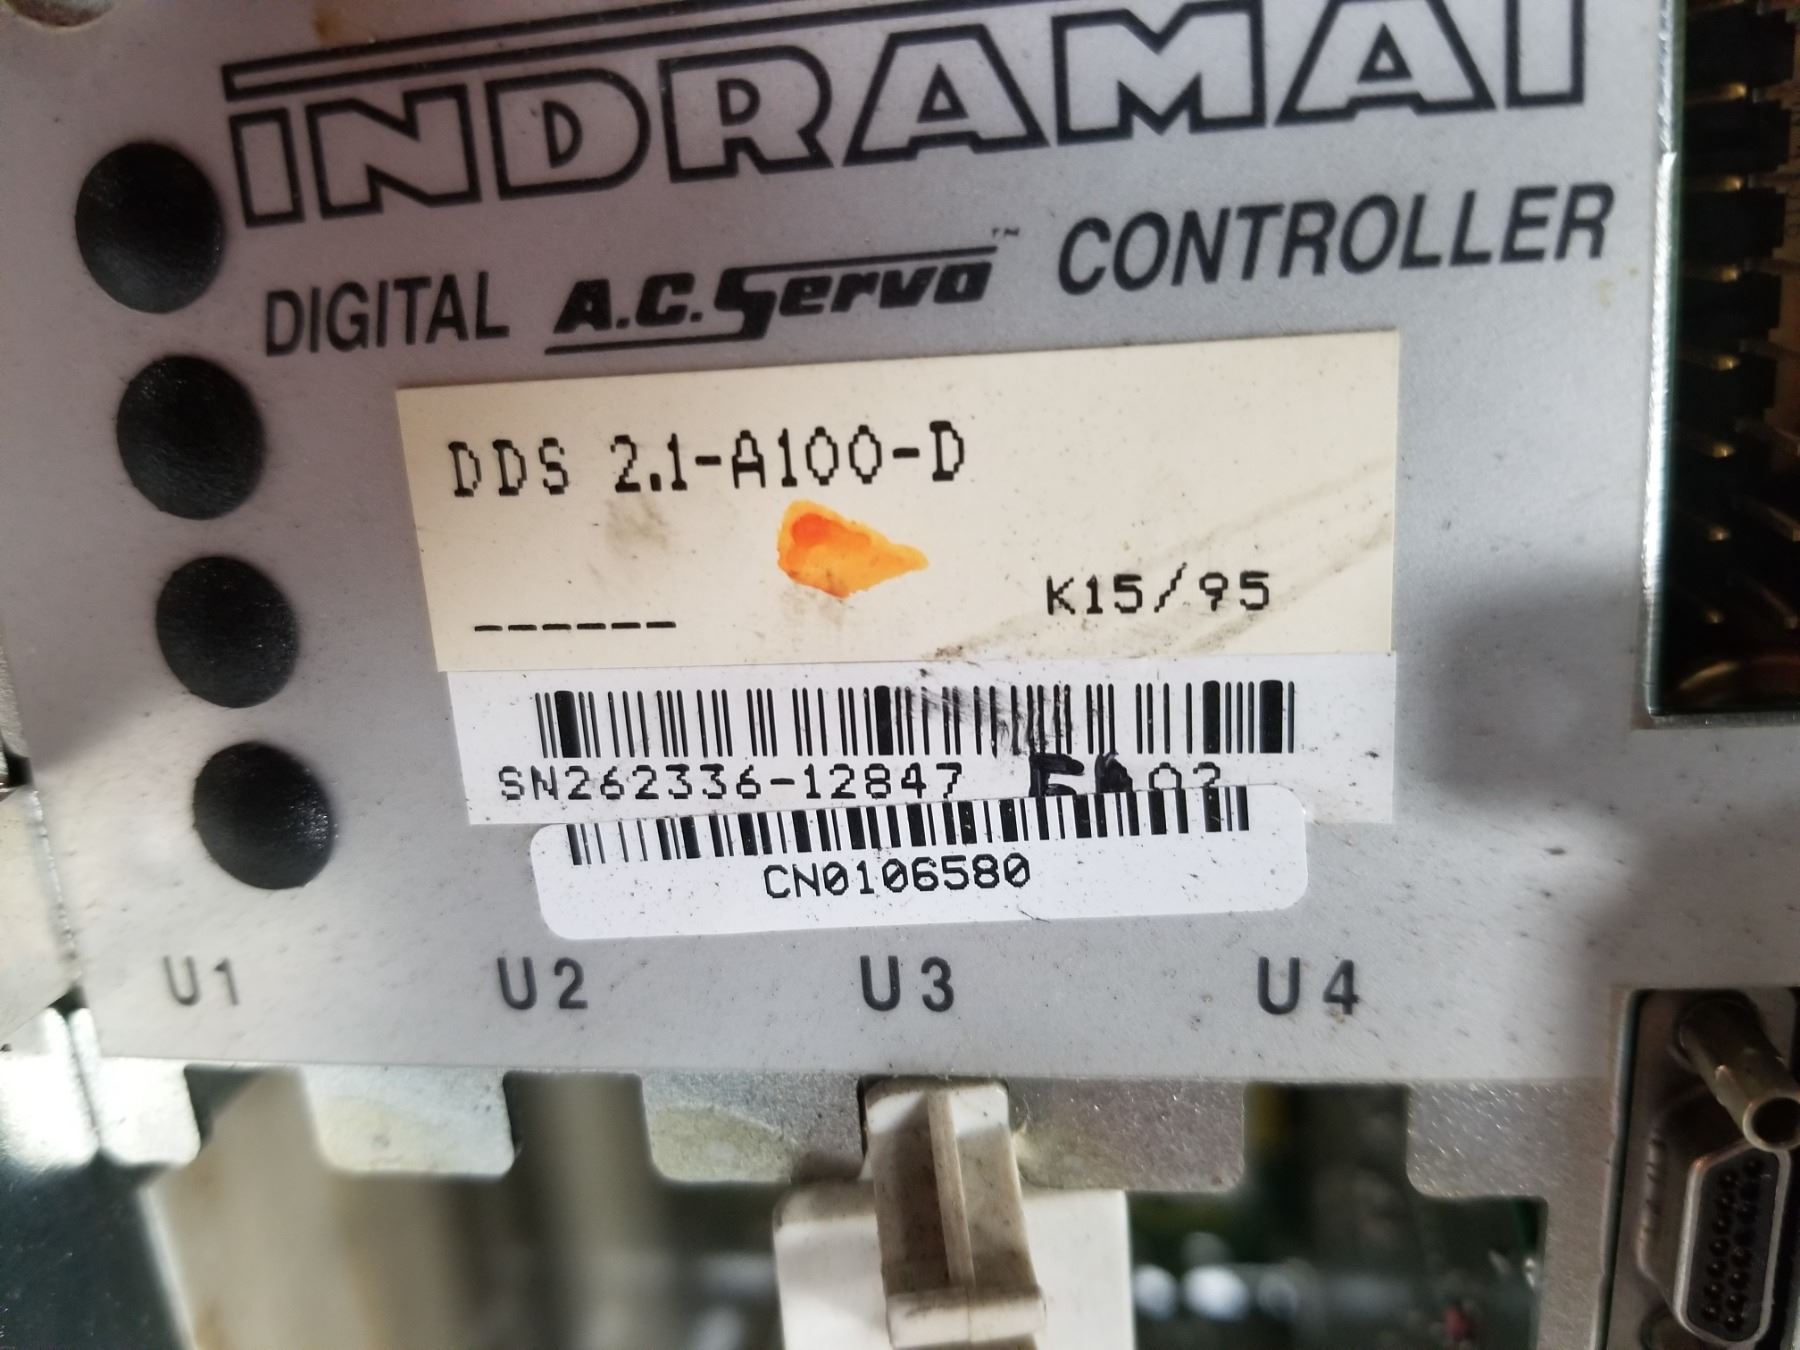 INDRAMAT
DIGITAL A.C. Servo™ CONTROLLER
DDS 2.1-A100-D
------ K15/95
SN262336-12847
CN0106580
U1 U2 U3 U4